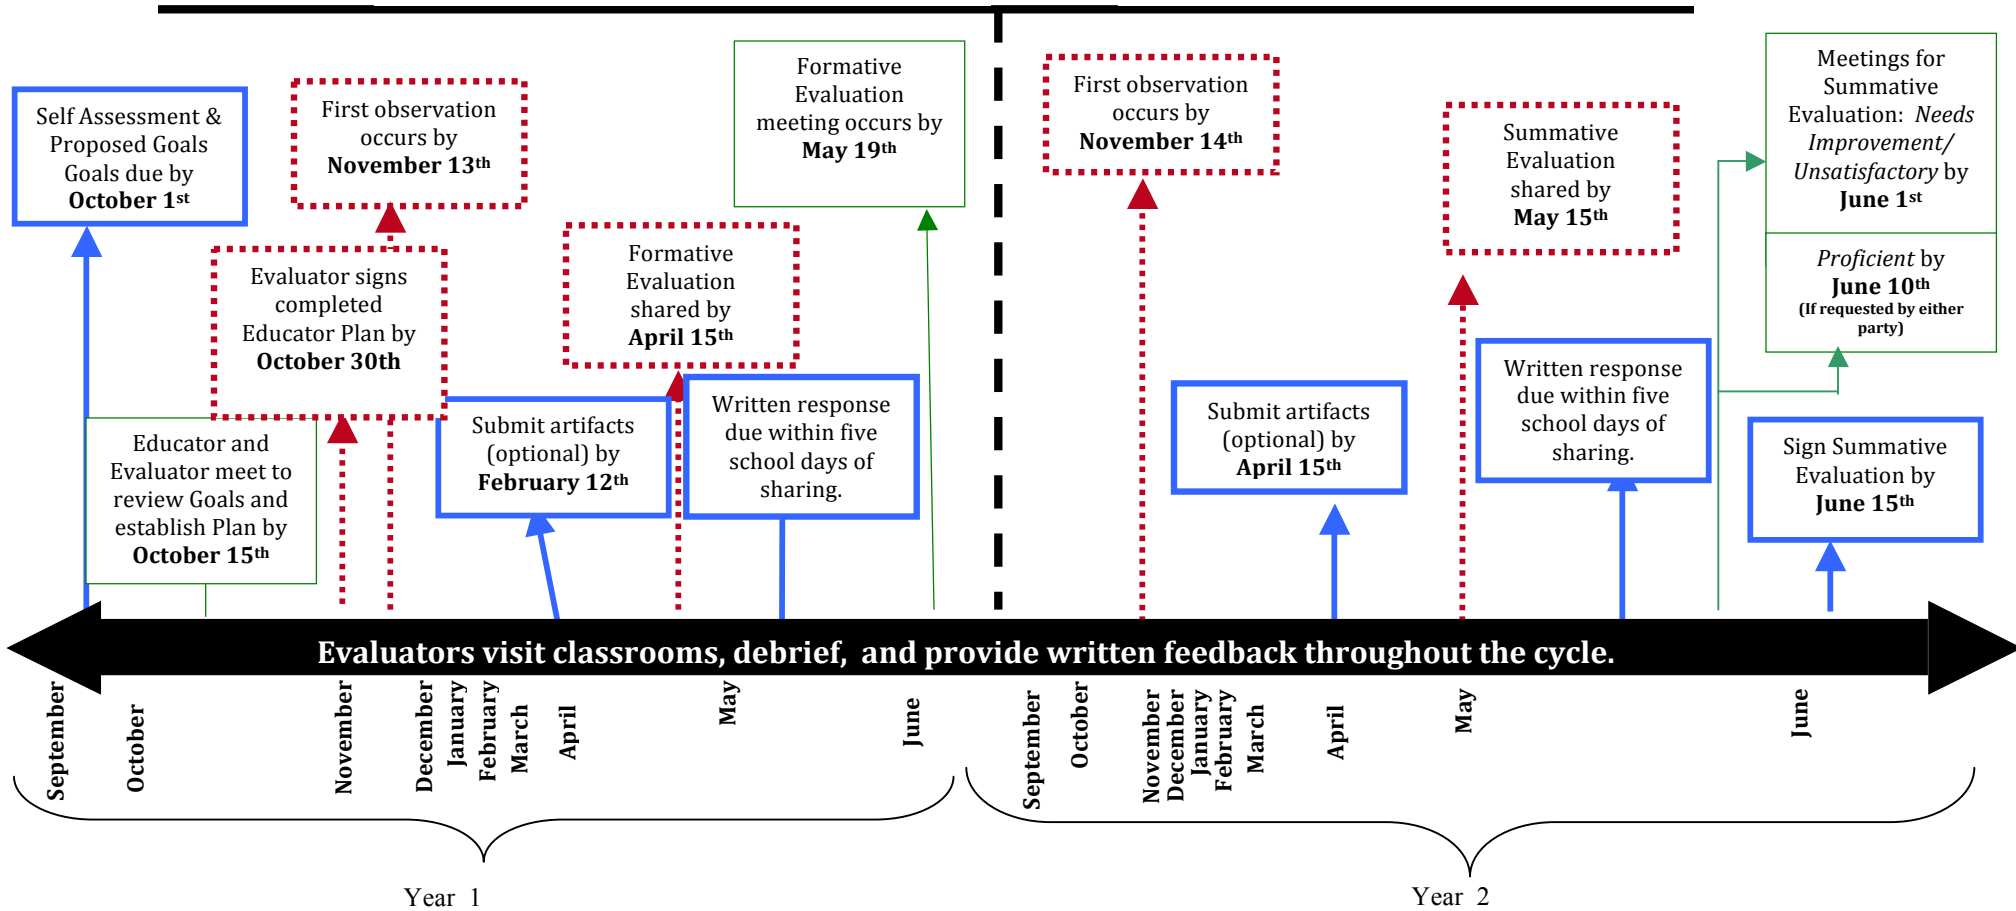 Self Assessment &
Proposed Goals
Goals due by
October 1st
First observation
occurs by
November 13th
Evaluator signs
completed
Educator Plan by
October 30th
Educator and
Evaluator meet to
review Goals and
establish Plan by
October 15th
Submit artifacts
(optional) by
February 12th
Formative
Evaluation
shared by
April 15th
Written response
due within five
school days of
sharing.
Formative
Evaluation
meeting occurs by
May 19th
First observation
occurs by
November 14th
Submit artifacts
(optional) by
April 15th
Summative
Evaluation
shared by
May 15th
Written response
due within five
school days of
sharing.
Meetings for
Summative
Evaluation: Needs
Improvement/
Unsatisfactory by
June 1st
Proficient by
June 10th
(If requested by either
party)
Sign Summative
Evaluation by
June 15th
Evaluators visit classrooms, debrief, and provide written feedback throughout the cycle.
September
October
November
December
January
February
March
April
May
June
September
October
November
December
January
February
March
April
May
June
Year 1
Year 2